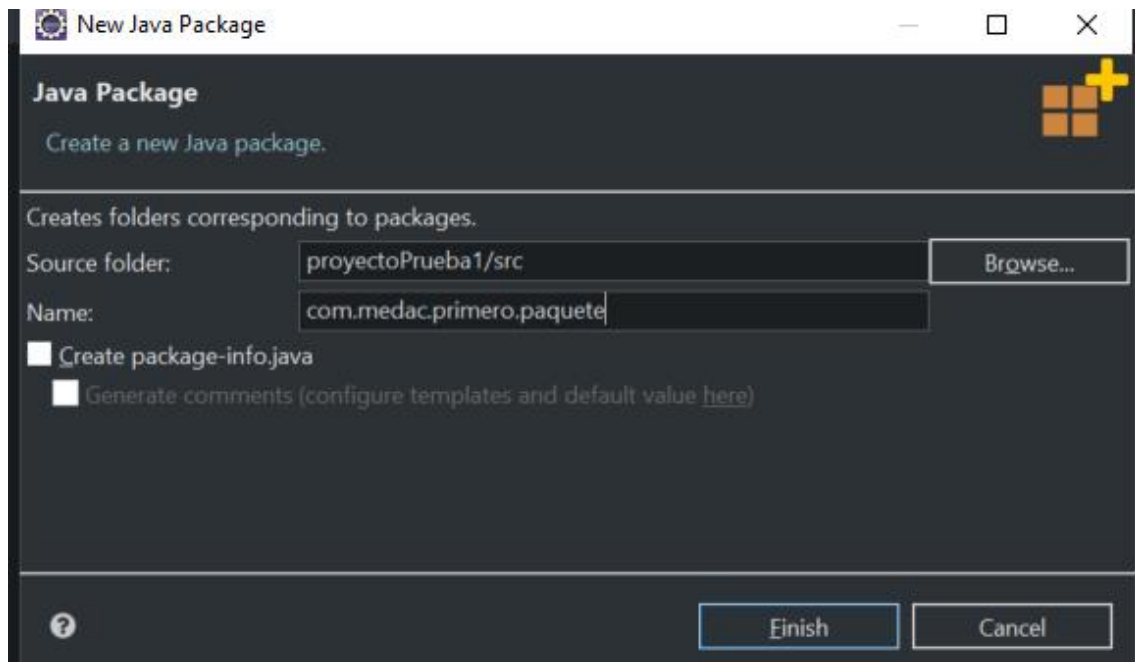 New Java Package
Java Package
Create a new Java package.
Creates folders corresponding to packages.
Source folder: proyectoPrueba1/src Browse...
Name: com.medac.primero.paquete
Create package-info.java
Generate comments (configure templates and default value here)
? Finish Cancel